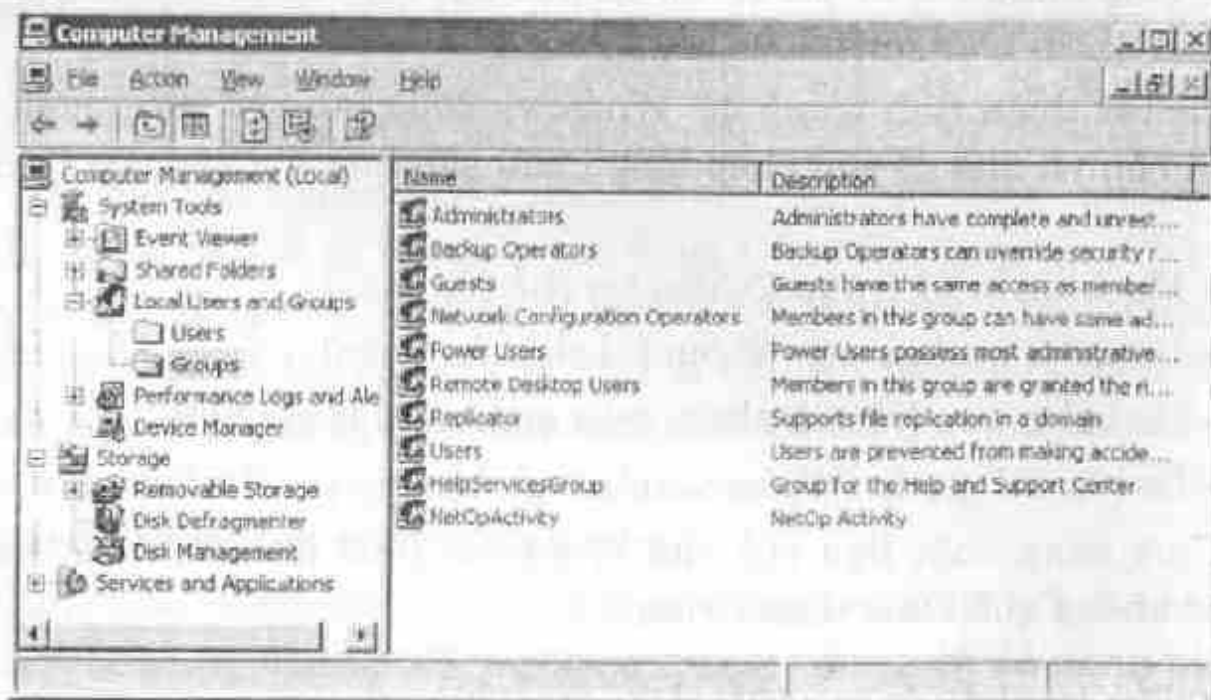 Computer Management
File Action View Window Help
Computer Management (Local)
System Tools
Event Viewer
Shared Folders
Local Users and Groups
Users
Groups
Performance Logs and Ale
Device Manager
Storage
Removable Storage
Disk Defragmenter
Disk Management
Services and Applications
Name Description
Administrators Administrators have complete and unrest...
Backup Operators Backup Operators can override security r...
Guests Guests have the same access as member...
Network Configuration Operators Members in this group can have some ad...
Power Users Power Users possess most administrative...
Remote Desktop Users Members in this group are granted the ri...
Replicator Supports file replication in a domain
Users Users are prevented from making accide...
HelpServicesGroup Group for the Help and Support Center
NetOpActivity NetOp Activity